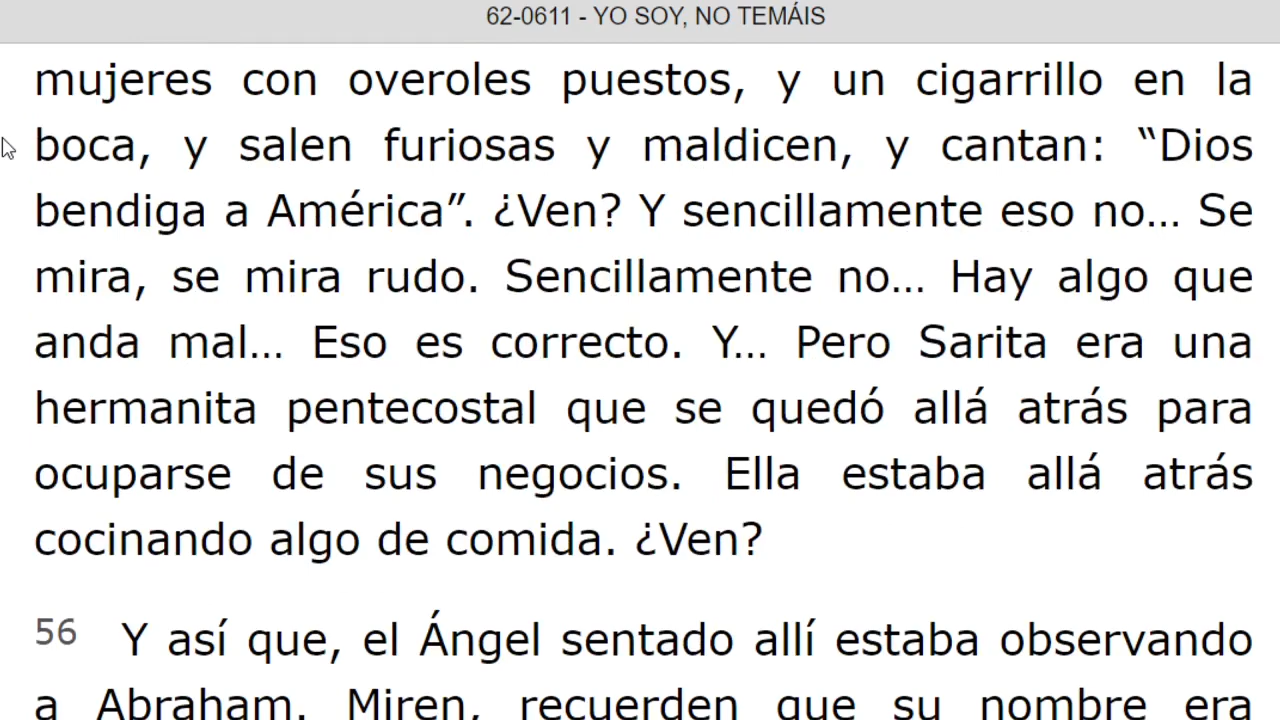 62-0611 - YO SOY, NO TEMÁIS
mujeres con overoles puestos, y un cigarrillo en la
boca, y salen furiosas y maldicen, y cantan: “Dios
bendiga a América”. ¿Ven? Y sencillamente eso no... Se
mira, se mira rudo. Sencillamente no... Hay algo que
anda mal... Eso es correcto. Y... Pero Sarita era una
hermanita pentecostal que se quedó allá atrás para
ocuparse de sus negocios. Ella estaba allá atrás
cocinando algo de comida. ¿Ven?
56 Y así que, el Ángel sentado allí estaba observando
a Abraham. Miren, recuerden que su nombre era